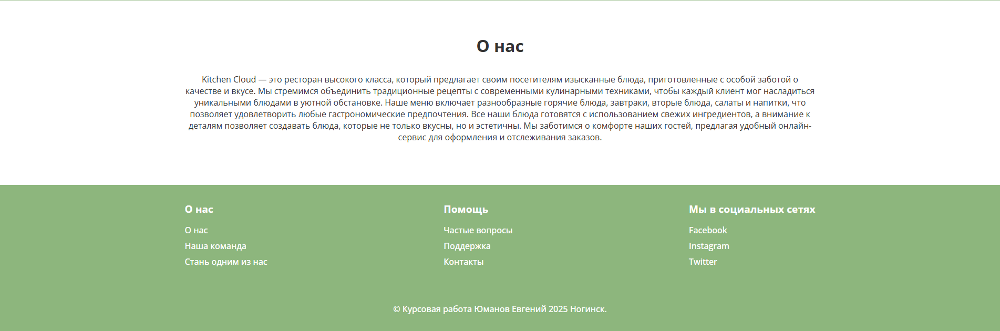 О нас
Kitchen Cloud — это ресторан высокого класса, который предлагает своим посетителям изысканные блюда, приготовленные с особой заботой о
качестве и вкусе. Мы стремимся объединить традиционные рецепты с современными кулинарными техниками, чтобы каждый клиент мог насладиться
уникальными блюдами в уютной обстановке. Наше меню включает разнообразные горячие блюда, завтраки, вторые блюда, салаты и напитки, что
позволяет удовлетворить любые гастрономические предпочтения. Все наши блюда готовятся с использованием свежих ингредиентов, а внимание к
деталям позволяет создавать блюда, которые не только вкусны, но и эстетичны. Мы заботимся о комфорте наших гостей, предлагая удобный онлайн-
сервис для оформления и отслеживания заказов.
О нас
О нас
Наша команда
Стань одним из нас
Помощь
Частые вопросы
Поддержка
Контакты
Мы в социальных сетях
Facebook
Instagram
Twitter
© Курсовая работа Юманов Евгений 2025 Ногинск.